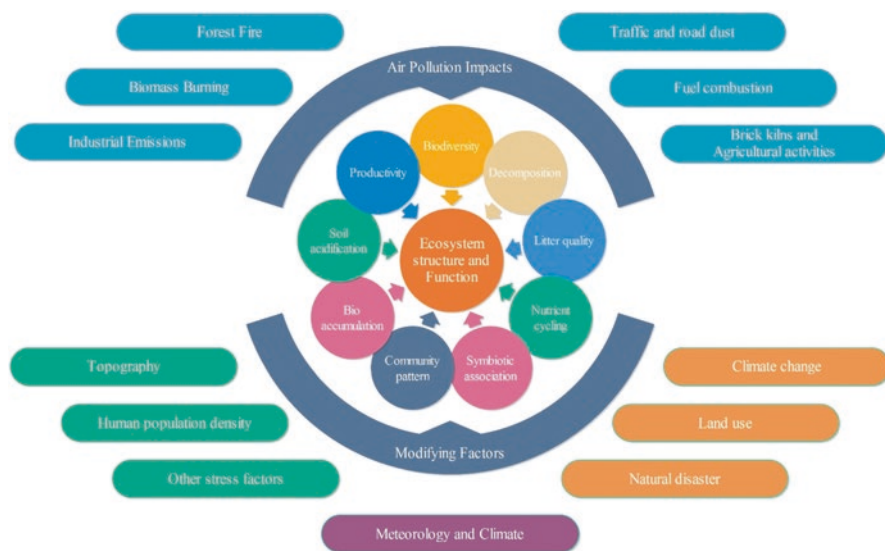 Forest Fire
Traffic and road dust
Air Pollution Impacts
Biomass Burning
Fuel combustion
Industrial Emissions
Brick kilns and
Agricultural activities
Biodiversity
Productivity
Decomposition
Soil
acidification
Ecosystem
structure and
Function
Litter quality
Bio
accumulation
Nutrient
cycling
Community
pattern
Symbiotic
association
Topography
Climate change
Human population density
Land use
Modifying Factors
Other stress factors
Natural disaster
Meteorology and Climate